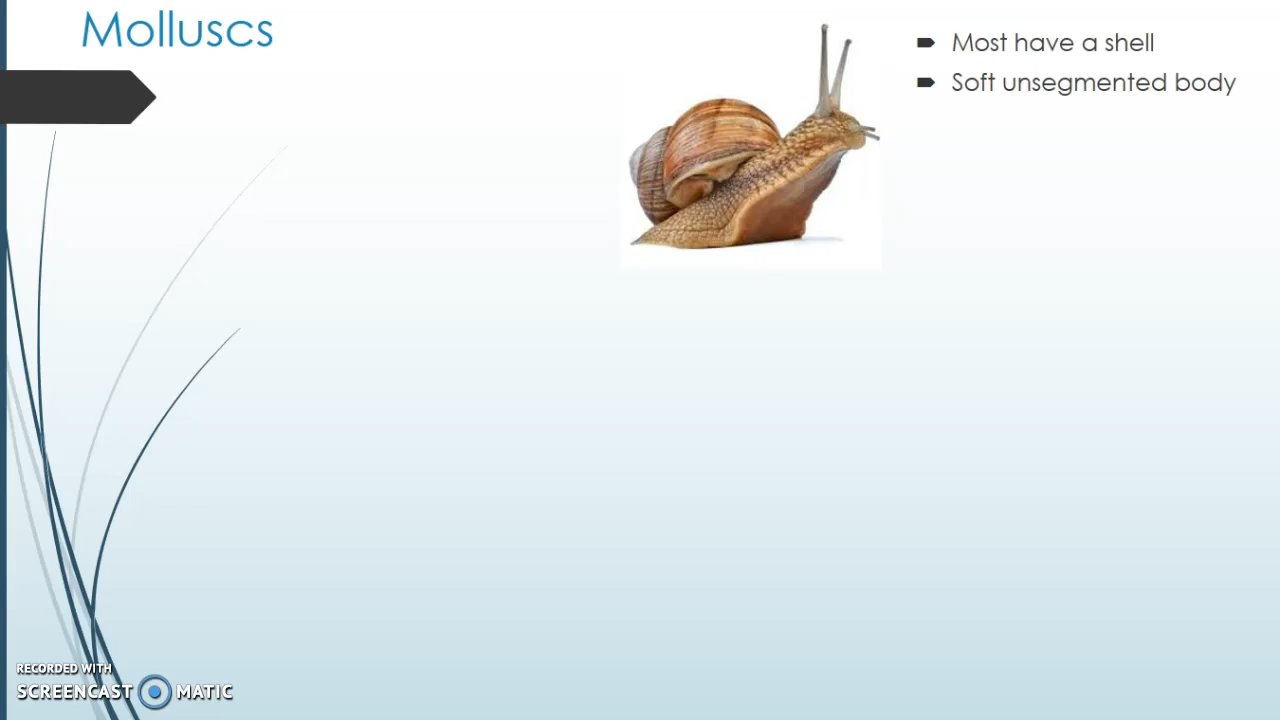 Molluscs
Most have a shell
Soft unsegmented body
RECORDED WITH
SCREENCAST MATIC